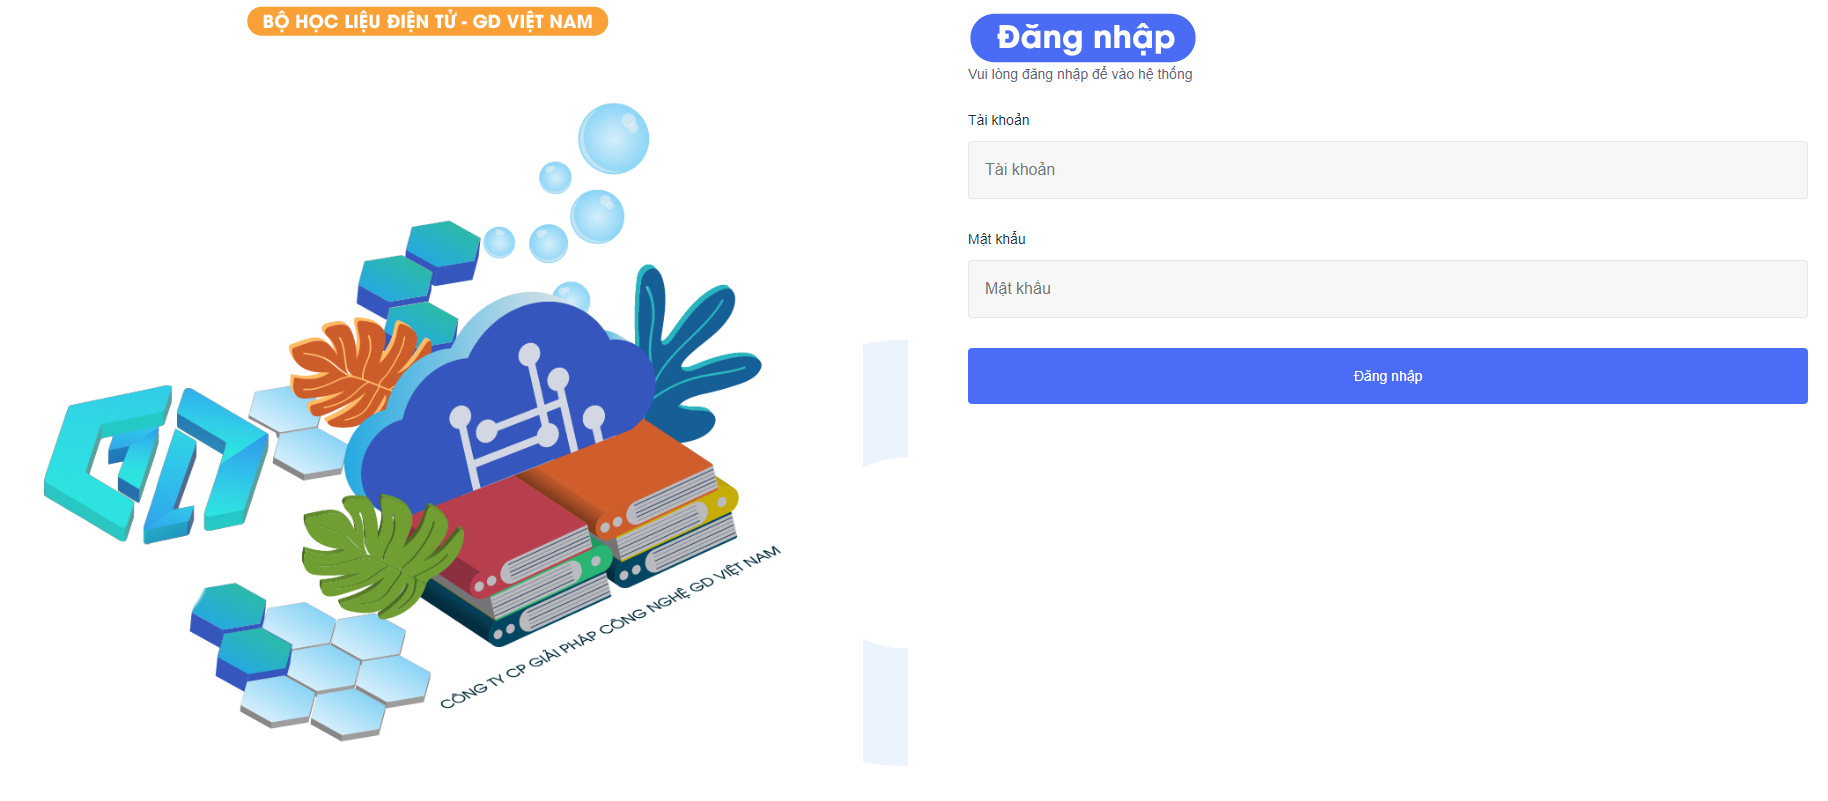 BỘ HỌC LIỆU ĐIỆN TỬ - GD VIỆT NAM
CÔNG TY CP GIẢI PHÁP CÔNG NGHỆ GD VIỆT NAM
Đăng nhập
Vui lòng đăng nhập để vào hệ thống
Tài khoản
Tài khoản
Mật khẩu
Mật khẩu
Đăng nhập